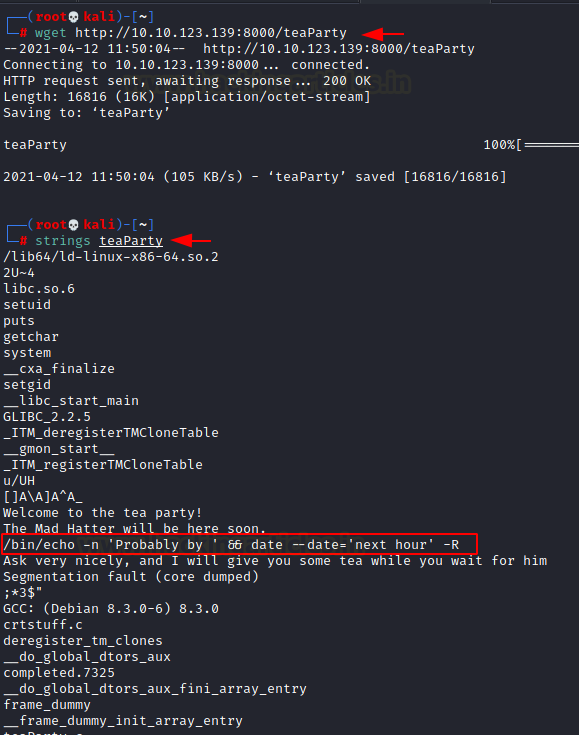 ┌──(root💀kali)-[~]
└─# wget http://10.10.123.139:8000/teaParty
--2021-04-12 11:50:04--  http://10.10.123.139:8000/teaParty
Connecting to 10.10.123.139:8000... connected.
HTTP request sent, awaiting response... 200 OK
Length: 16816 (16K) [application/octet-stream]
Saving to: ‘teaParty’
teaParty 100%[
2021-04-12 11:50:04 (105 KB/s) - ‘teaParty’ saved [16816/16816]
┌──(root💀kali)-[~]
└─# strings teaParty
/lib64/ld-linux-x86-64.so.2
2U~4
libc.so.6
setuid
puts
getchar
system
__cxa_finalize
setgid
__libc_start_main
GLIBC_2.2.5
_ITM_deregisterTMCloneTable
__gmon_start__
_ITM_registerTMCloneTable
u/UH
[]A\A]A^A_
Welcome to the tea party!
The Mad Hatter will be here soon.
/bin/echo -n 'Probably by ' && date --date='next hour' -R
Ask very nicely, and I will give you some tea while you wait for him
Segmentation fault (core dumped)
;*3$"
GCC: (Debian 8.3.0-6) 8.3.0
crtstuff.c
deregister_tm_clones
__do_global_dtors_aux
completed.7325
__do_global_dtors_aux_fini_array_entry
frame_dummy
__frame_dummy_init_array_entry